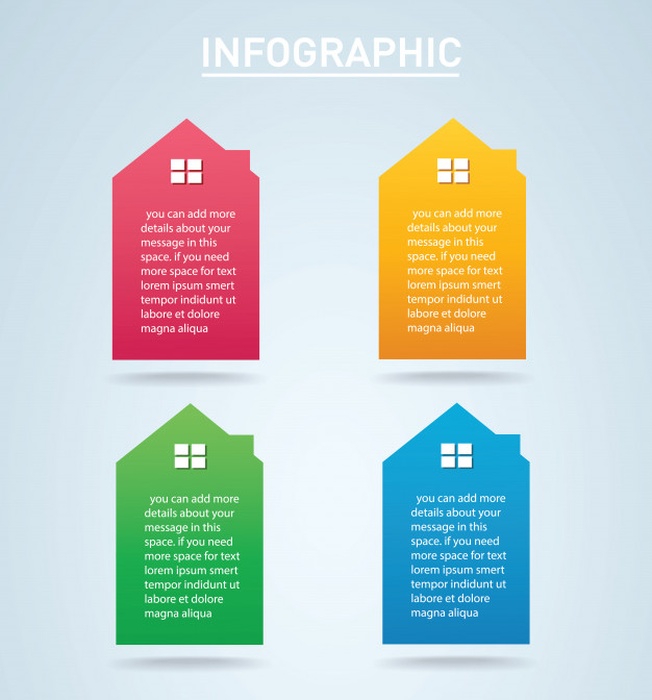 INFOGRAPHIC
you can add more
details about your
message in this
space. if you need
more space for text
lorem ipsum smert
tempor indidunt ut
labore et dolore
magna aliqua
you can add more
details about your
message in this
space. if you need
more space for text
lorem ipsum smert
tempor indidunt ut
labore et dolore
magna aliqua
you can add more
details about your
message in this
space. if you need
more space for text
lorem ipsum smert
tempor indidunt ut
labore et dolore
magna aliqua
you can add more
details about your
message in this
space. if you need
more space for text
lorem ipsum smert
tempor indidunt ut
labore et dolore
magna aliqua